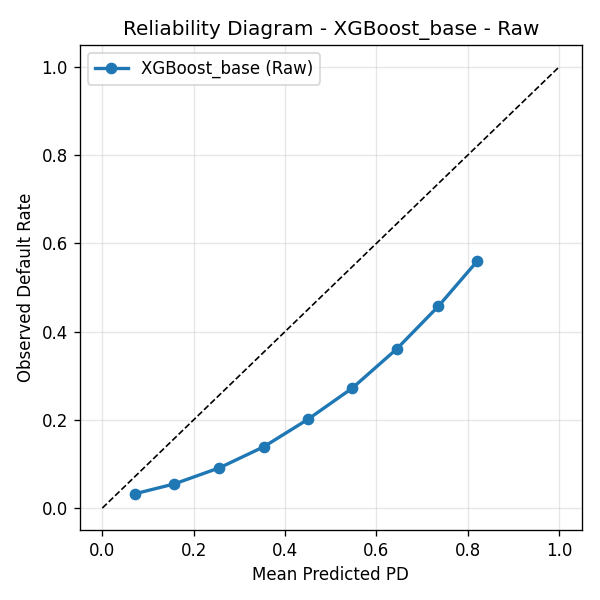 Reliability Diagram - XGBoost_base - Raw
XGBoost_base (Raw)
1.0
0.8
0.6
0.4
0.2
0.0
Observed Default Rate
0.0 0.2 0.4 0.6 0.8 1.0
Mean Predicted PD